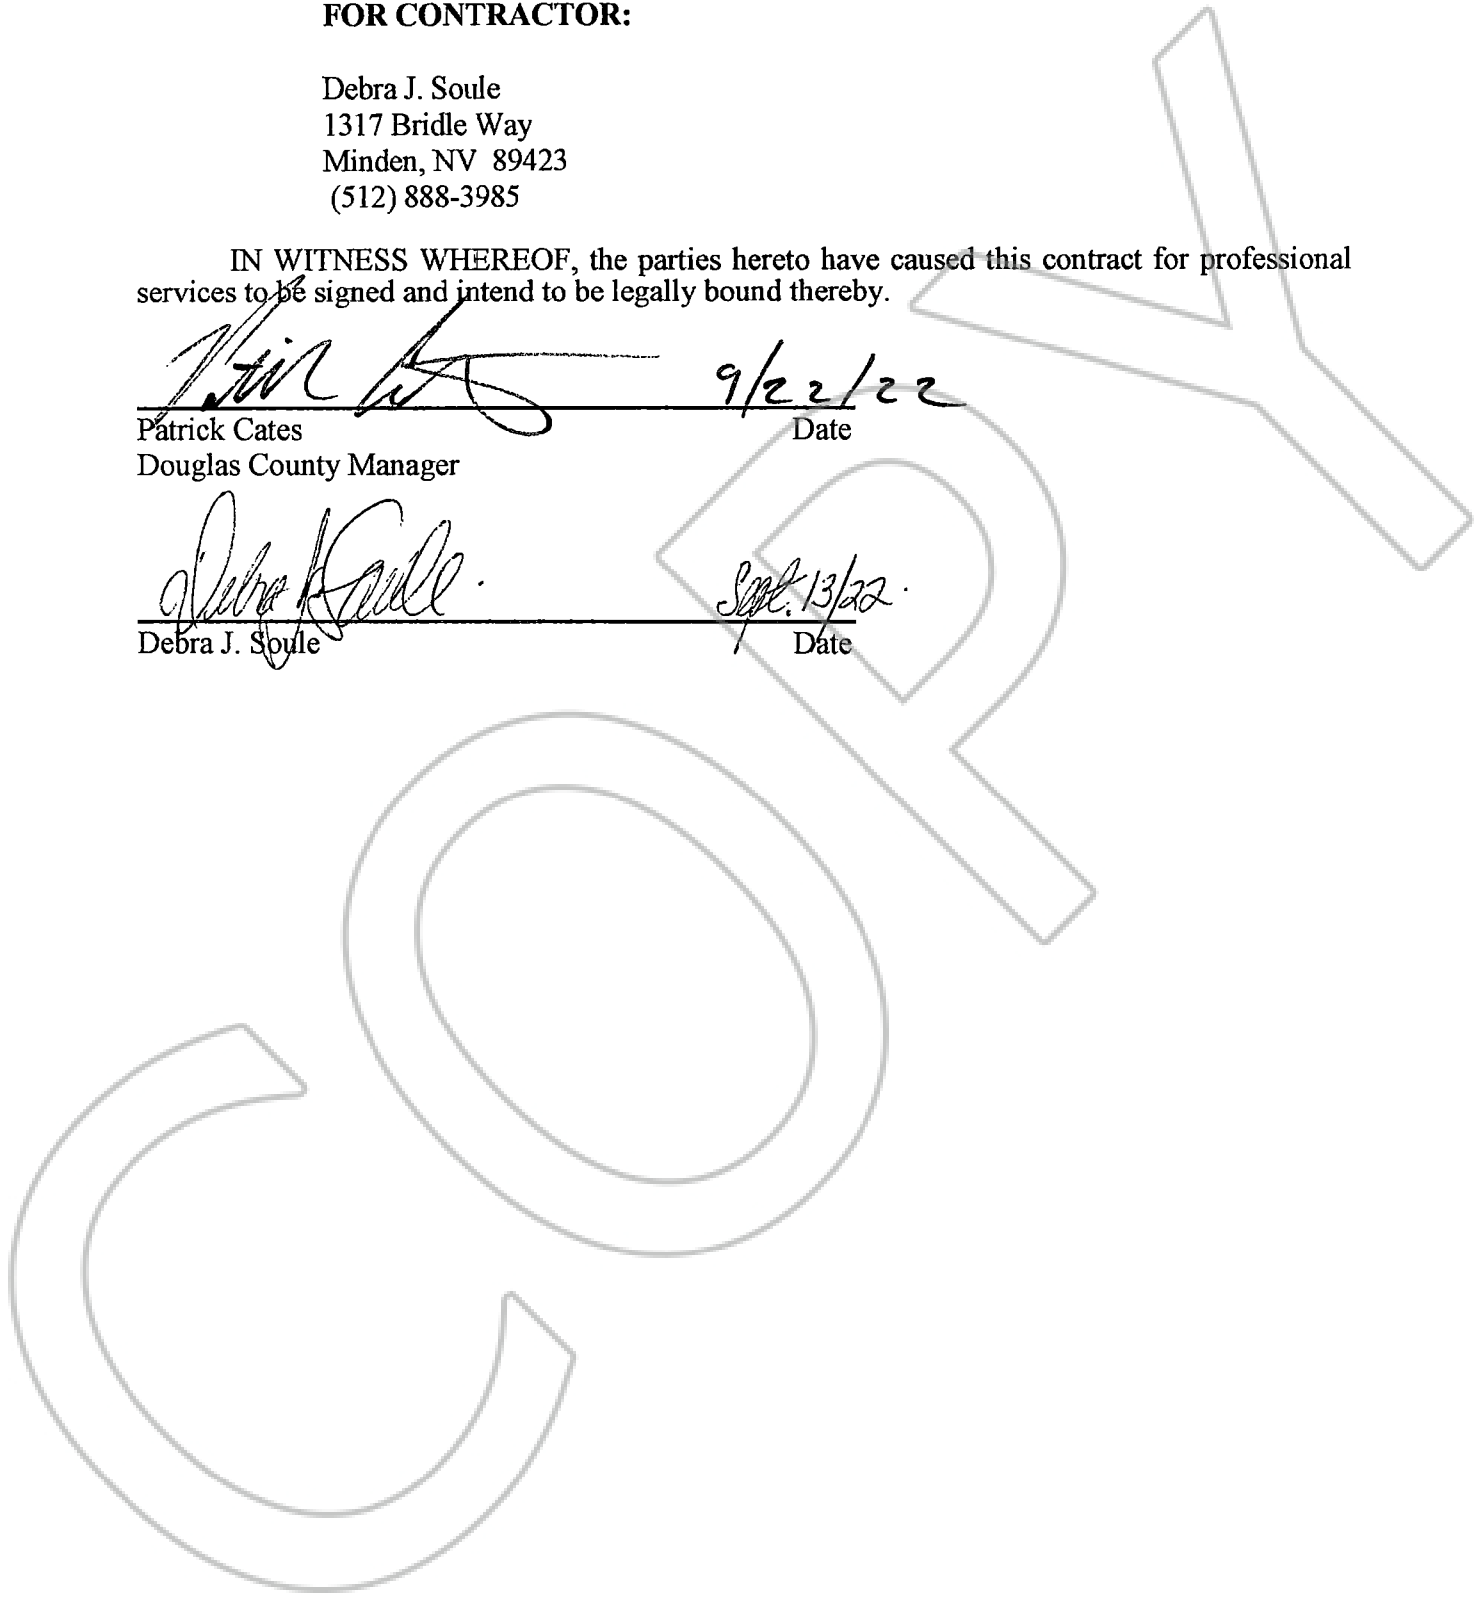 FOR CONTRACTOR:
Debra J. Soule
1317 Bridle Way
Minden, NV 89423
(512) 888-3985
IN WITNESS WHEREOF, the parties hereto have caused this contract for professional
services to be signed and intend to be legally bound thereby.
9/22/22
Patrick Cates Date
Douglas County Manager
Debra J Soule. Sept. 13/22.
Debra J. Soule Date
COPY